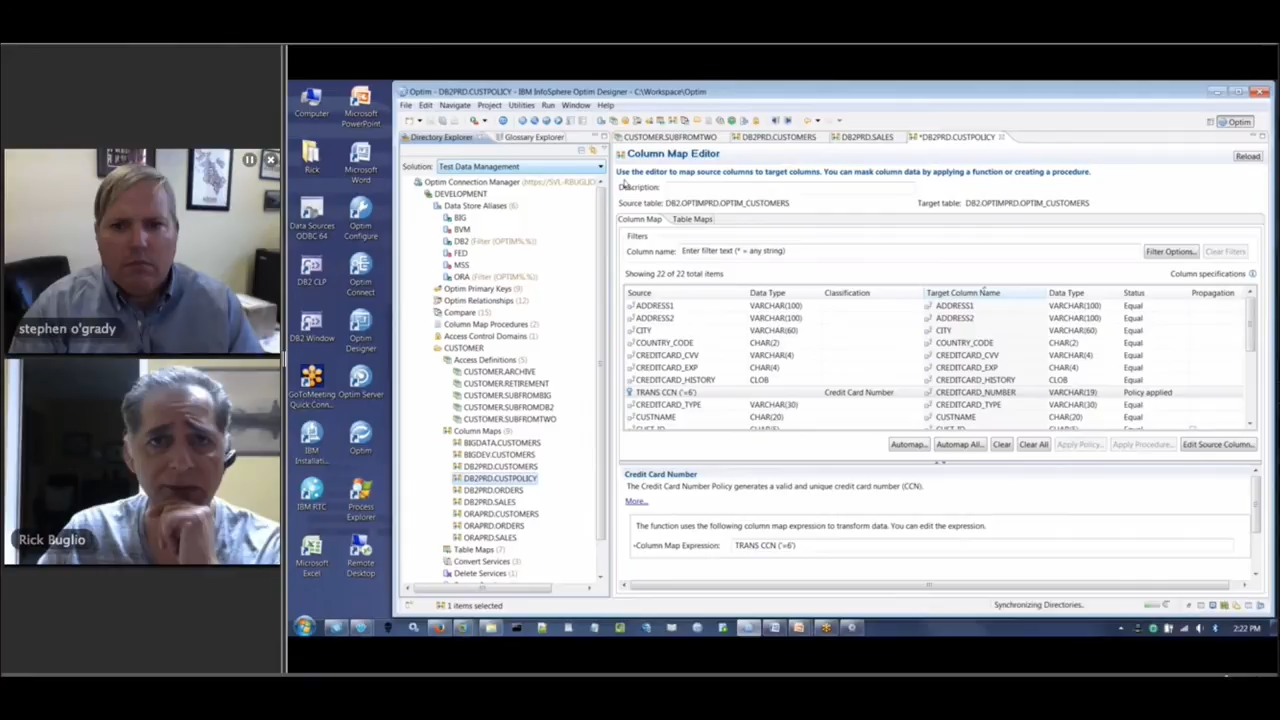 stephen o'grady
Rick Buglio
Computer
Microsoft PowerPoint
Rick
Microsoft Word
Data Sources ODBC 64
Optim Configure
DB2 CLP
Optim Connect
DB2 Window
Optim Designer
GoToMeeting Quick Conn...
Optim Server
IBM Installati...
Optim
IBM RTC
Process Explorer
Microsoft Excel
Remote Desktop
Optim - DB2PRD.CUSTPOLICY - IBM InfoSphere Optim Designer - C:\Workspace\Optim
File Edit Navigate Project Utilities Run Window Help
Optim
Directory Explorer Glossary Explorer
Solution: Test Data Management
Optim Connection Manager
DEVELOPMENT
Data Store Aliases (6)
BIG
BVM
DB2 (Filter (OPTIM%.%))
FED
MSS
ORA (Filter (OPTIM%.%))
Optim Primary Keys (9)
Optim Relationships (12)
Compare (15)
Column Map Procedures (2)
Access Control Domains (1)
CUSTOMER
Access Definitions (5)
CUSTOMER.ARCHIVE
CUSTOMER.RETIREMENT
CUSTOMER.SUBFROMBIG
CUSTOMER.SUBFROMDB2
CUSTOMER.SUBFROMTWO
Column Maps (9)
BIGDATA.CUSTOMERS
BIGDEV.CUSTOMERS
DB2PRD.CUSTOMERS
DB2PRD.CUSTPOLICY
DB2PRD.ORDERS
DB2PRD.SALES
ORAPRD.CUSTOMERS
ORAPRD.ORDERS
ORAPRD.SALES
Table Maps (7)
Convert Services (3)
Delete Services (1)
1 items selected
CUSTOMER.SUBFROMTWO DB2PRD.CUSTOMERS DB2PRD.SALES *DB2PRD.CUSTPOLICY
Column Map Editor
Reload
Use the editor to map source columns to target columns. You can mask column data by applying a function or creating a procedure.
Description:
Source table: DB2.OPTIMPRD.OPTIM_CUSTOMERS Target table: DB2.OPTIMPRD.OPTIM_CUSTOMERS
Column Map Table Maps
Filters
Column name: Enter filter text (* = any string) Filter Options... Clear Filters
Showing 22 of 22 total items Column specifications
Source Data Type Classification Target Column Name Data Type Status Propagation
ADDRESS1 VARCHAR(100) ADDRESS1 VARCHAR(100) Equal
ADDRESS2 VARCHAR(100) ADDRESS2 VARCHAR(100) Equal
CITY VARCHAR(60) CITY VARCHAR(60) Equal
COUNTRY_CODE CHAR(2) COUNTRY_CODE CHAR(2) Equal
CREDITCARD_CVV VARCHAR(4) CREDITCARD_CVV VARCHAR(4) Equal
CREDITCARD_EXP CHAR(4) CREDITCARD_EXP CHAR(4) Equal
CREDITCARD_HISTORY CLOB CREDITCARD_HISTORY CLOB Equal
TRANS CCN ('=6') Credit Card Number CREDITCARD_NUMBER VARCHAR(19) Policy applied
CREDITCARD_TYPE VARCHAR(30) CREDITCARD_TYPE VARCHAR(30) Equal
CUSTNAME CHAR(20) CUSTNAME CHAR(20) Equal
Automap... Automap All... Clear Clear All Apply Policy... Apply Procedure... Edit Source Column...
Credit Card Number
The Credit Card Number Policy generates a valid and unique credit card number (CCN).
More...
The function uses the following column map expression to transform data. You can edit the expression.
Column Map Expression: TRANS CCN ('=6')
Synchronizing Directories.
2:22 PM